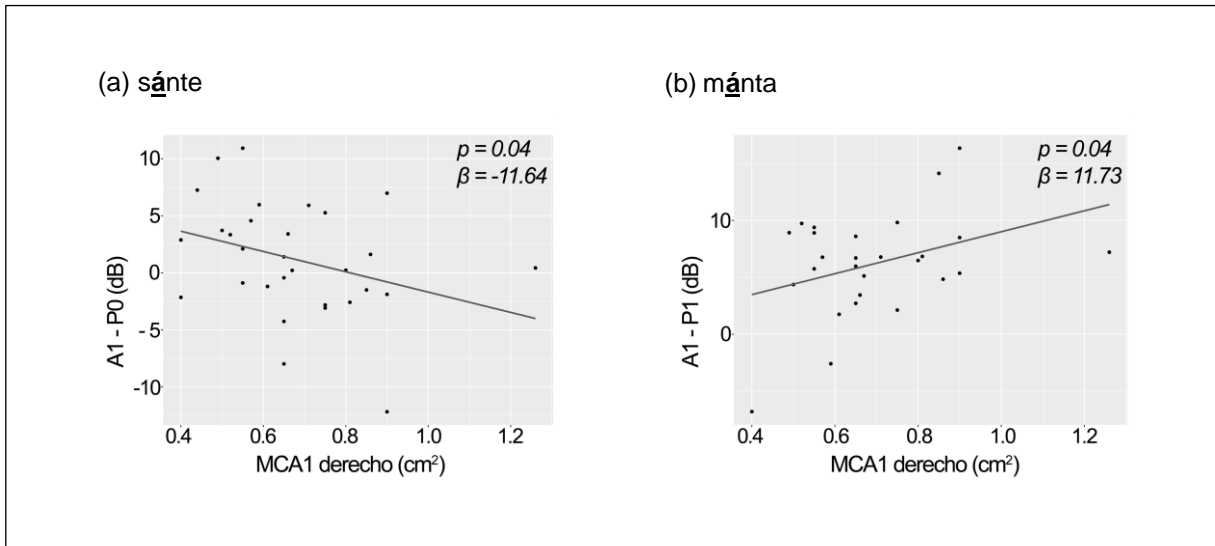 (a) sánte
p = 0.04
β = -11.64
10
5
0
-5
-10
A1 - P0 (dB)
0.4 0.6 0.8 1.0 1.2
MCA1 derecho (cm²)
(b) mánta
p = 0.04
β = 11.73
10
0
A1 - P1 (dB)
0.4 0.6 0.8 1.0 1.2
MCA1 derecho (cm²)